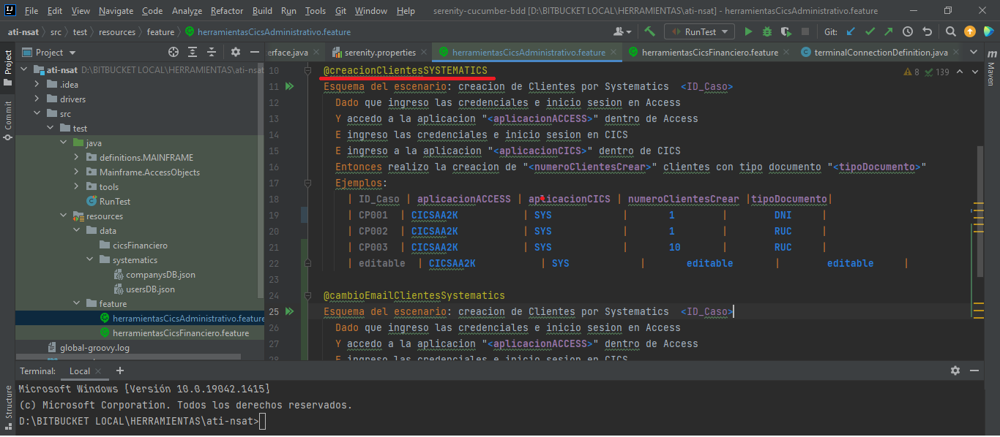 File Edit View Navigate Code Analyze Refactor Build Run Tools Git Window Help serenity-cucumber-bdd [D:\BITBUCKET LOCAL\HERRAMIENTAS\ati-nsat] - herramientasCicsAdministrativo.feature
ati-nsat src test resources feature herramientasCicsAdministrativo.feature RunTest Git:
Project erface.java serenity.properties herramientasCicsAdministrativo.feature herramientasCicsFinanciero.feature terminalConnectionDefinition.java
Project
Commit
Structure
Maven
ati-nsat D:\BITBUCKET LOCAL\HERRAMIENTAS\ati-nsat
.idea
drivers
src
test
java
definitions.MAINFRAME
Mainframe.AccessObjects
tools
RunTest
resources
data
cicsFinanciero
systematics
companysDB.json
usersDB.json
feature
herramientasCicsAdministrativo.feature
herramientasCicsFinanciero.feature
global-groovy.log
8 139
10 @creacionClientesSYSTEMATICS
11 Esquema del escenario: creacion de Clientes por Systematics <ID_Caso>
12 Dado que ingreso las credenciales e inicio sesion en Access
13 Y accedo a la aplicacion "<aplicacionACCESS>" dentro de Access
14 E ingreso las credenciales e inicio sesion en CICS
15 E ingreso a la aplicacion "<aplicacionCICS>" dentro de CICS
16 Entonces realizo la creacion de "<numeroClientesCrear>" clientes con tipo documento "<tipoDocumento>"
17 Ejemplos:
18 | ID_Caso | aplicacionACCESS | aplicacionCICS | numeroClientesCrear |tipoDocumento|
19 | CP001 | CICSAA2K | SYS | 1 | DNI |
20 | CP002 | CICSAA2K | SYS | 1 | RUC |
21 | CP003 | CICSAA2K | SYS | 10 | RUC |
22 | editable | CICSAA2K | SYS | editable | editable |
23
24 @cambioEmailClientesSystematics
25 Esquema del escenario: creacion de Clientes por Systematics <ID_Caso>
26 Dado que ingreso las credenciales e inicio sesion en Access
27 Y accedo a la aplicacion "<aplicacionACCESS>" dentro de Access
28 E ingreso las credenciales e inicio sesion en CICS
Terminal: Local
Microsoft Windows [Versión 10.0.19042.1415]
(c) Microsoft Corporation. Todos los derechos reservados.
D:\BITBUCKET LOCAL\HERRAMIENTAS\ati-nsat>